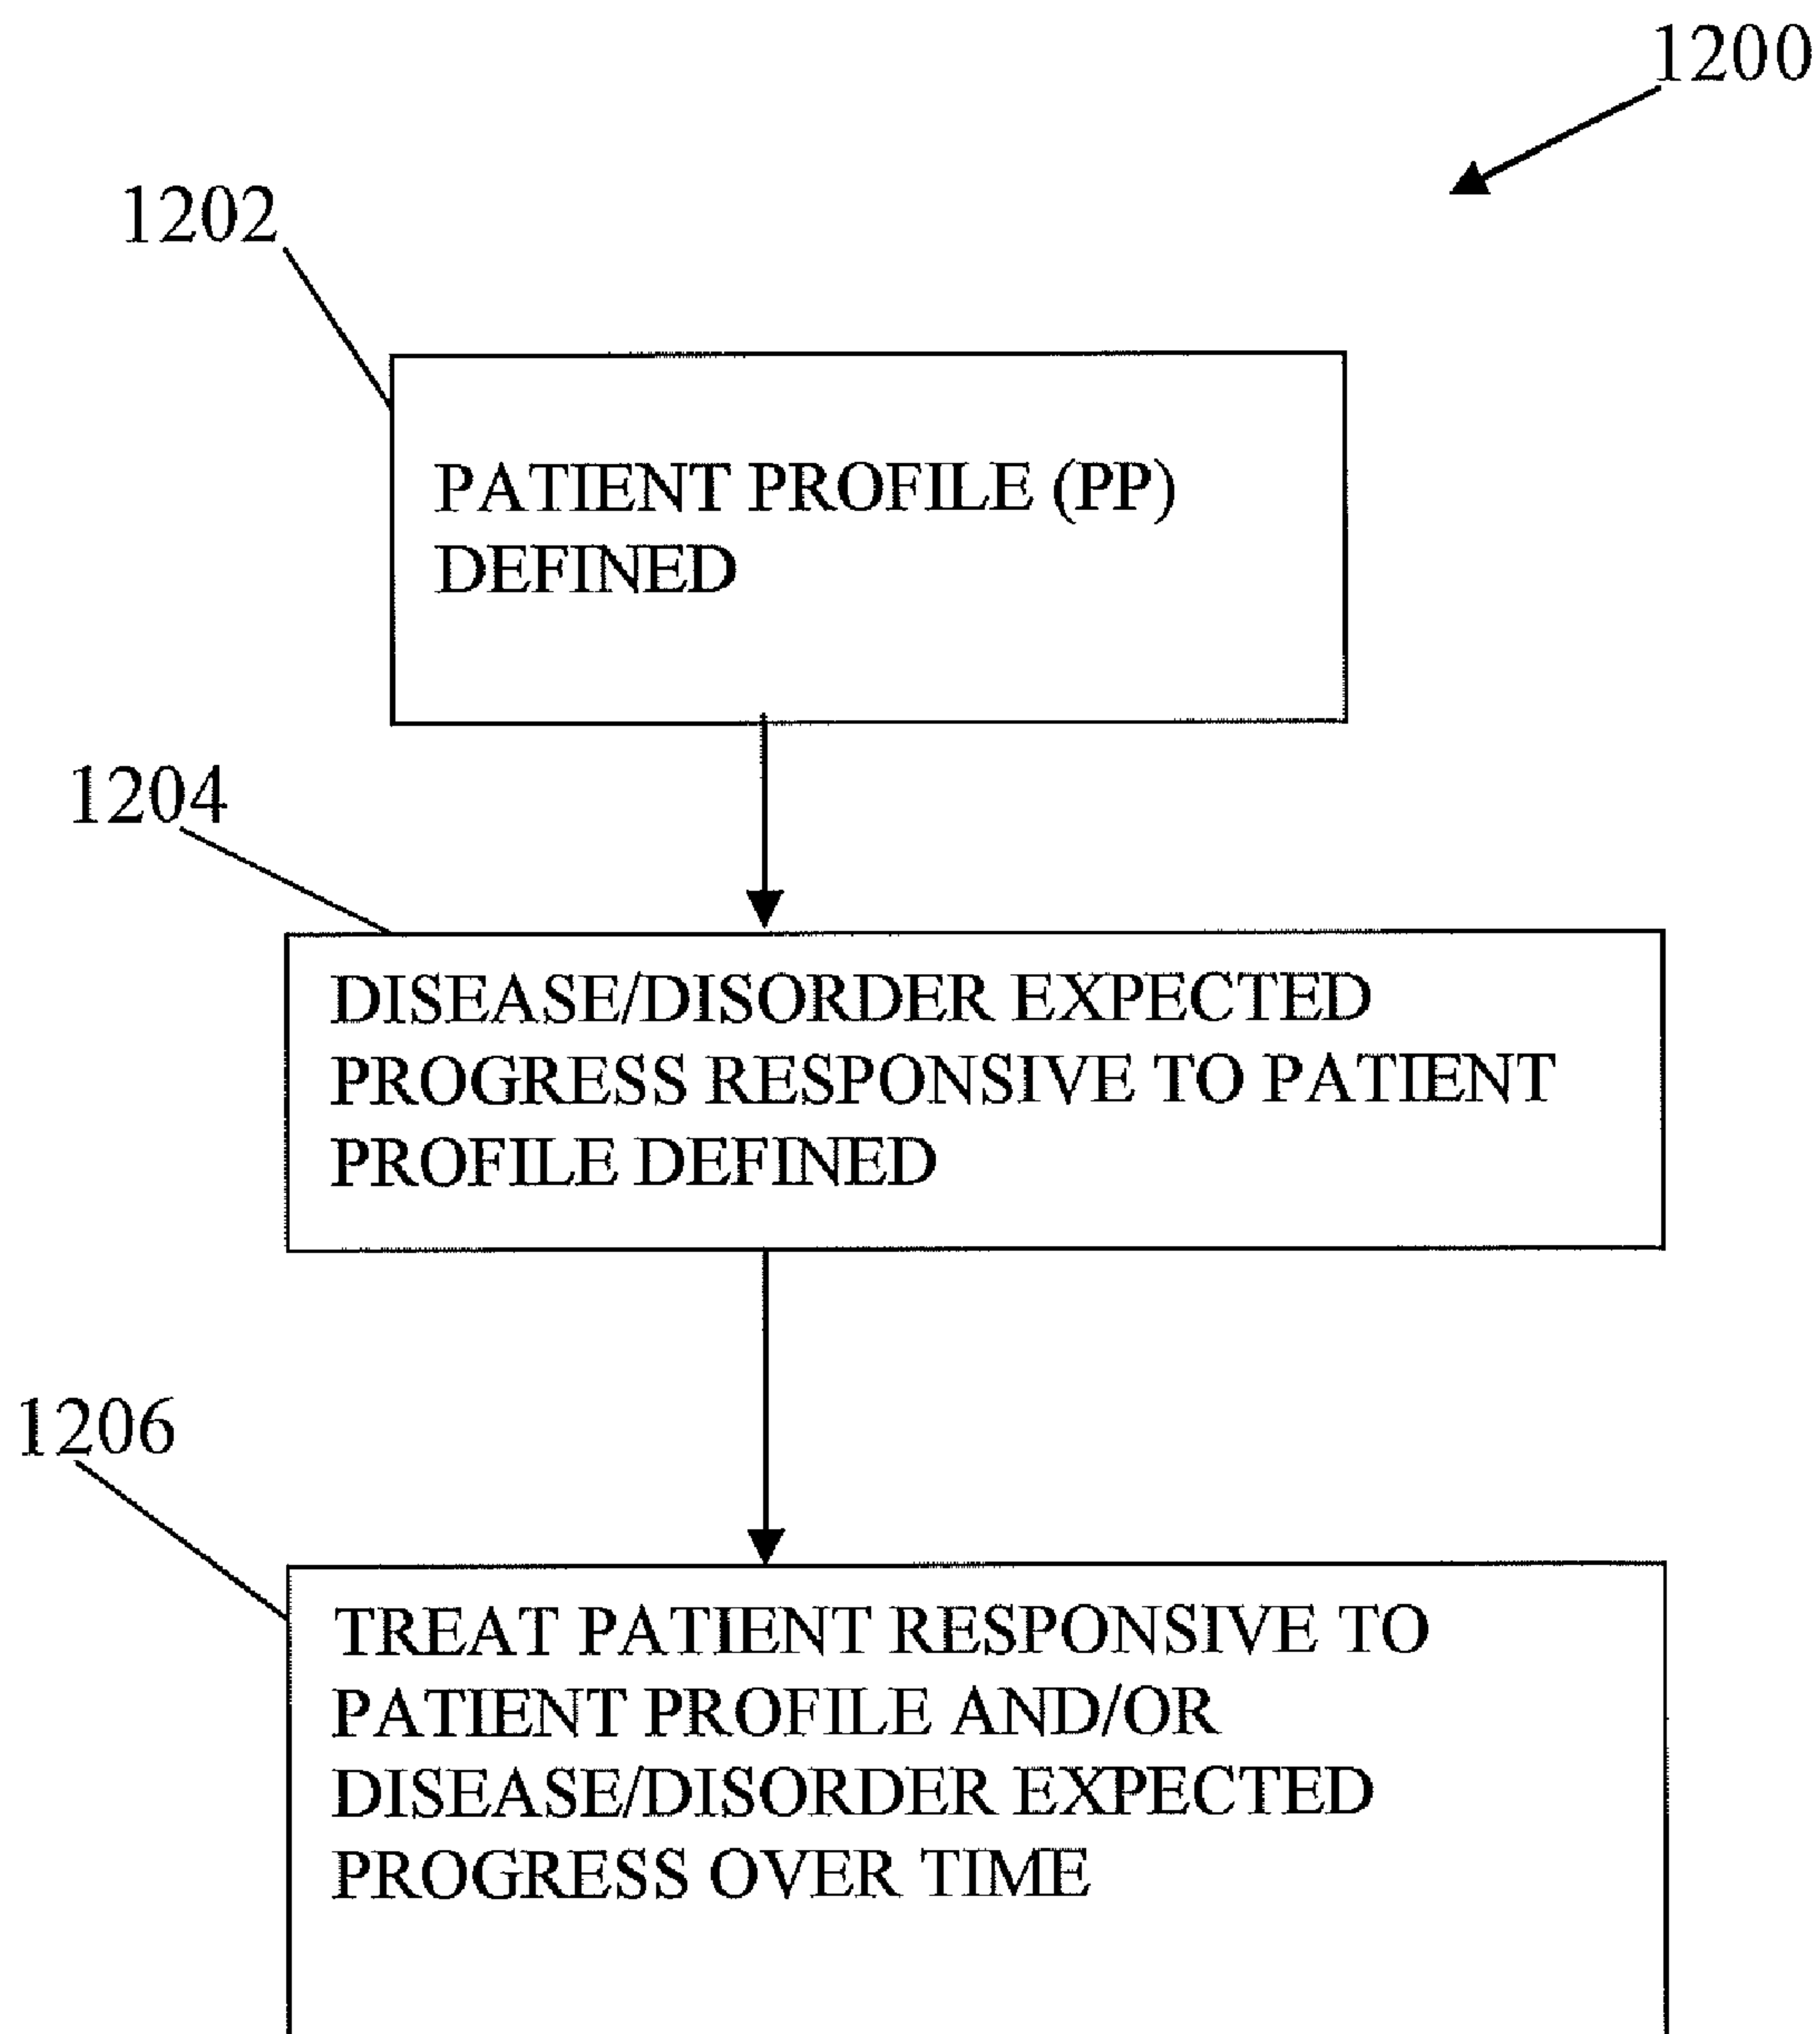 1200
1202
PATIENT PROFILE (PP)
DEFINED
1204
DISEASE/DISORDER EXPECTED
PROGRESS RESPONSIVE TO PATIENT
PROFILE DEFINED
1206
TREAT PATIENT RESPONSIVE TO
PATIENT PROFILE AND/OR
DISEASE/DISORDER EXPECTED
PROGRESS OVER TIME